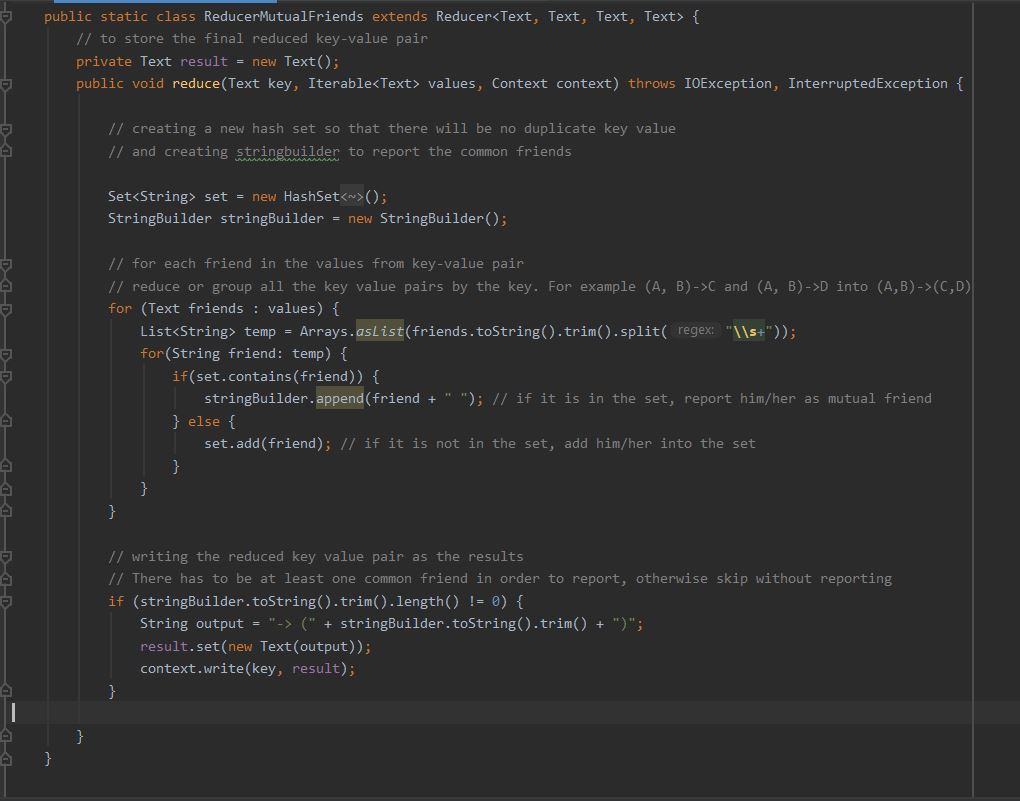 public static class ReducerMutualFriends extends Reducer<Text, Text, Text, Text> {
// to store the final reduced key-value pair
private Text result = new Text();
public void reduce(Text key, Iterable<Text> values, Context context) throws IOException, InterruptedException {
// creating a new hash set so that there will be no duplicate key value
// and creating stringbuilder to report the common friends
Set<String> set = new HashSet<~>();
StringBuilder stringBuilder = new StringBuilder();
// for each friend in the values from key-value pair
// reduce or group all the key value pairs by the key. For example (A, B)->C and (A, B)->D into (A,B)->(C,D)
for (Text friends : values) {
List<String> temp = Arrays.asList(friends.toString().trim().split( regex: "\\s+"));
for(String friend: temp) {
if(set.contains(friend)) {
stringBuilder.append(friend + " "); // if it is in the set, report him/her as mutual friend
} else {
set.add(friend); // if it is not in the set, add him/her into the set
}
}
}
// writing the reduced key value pair as the results
// There has to be at least one common friend in order to report, otherwise skip without reporting
if (stringBuilder.toString().trim().length() != 0) {
String output = "-> (" + stringBuilder.toString().trim() + ")";
result.set(new Text(output));
context.write(key, result);
}
}
}